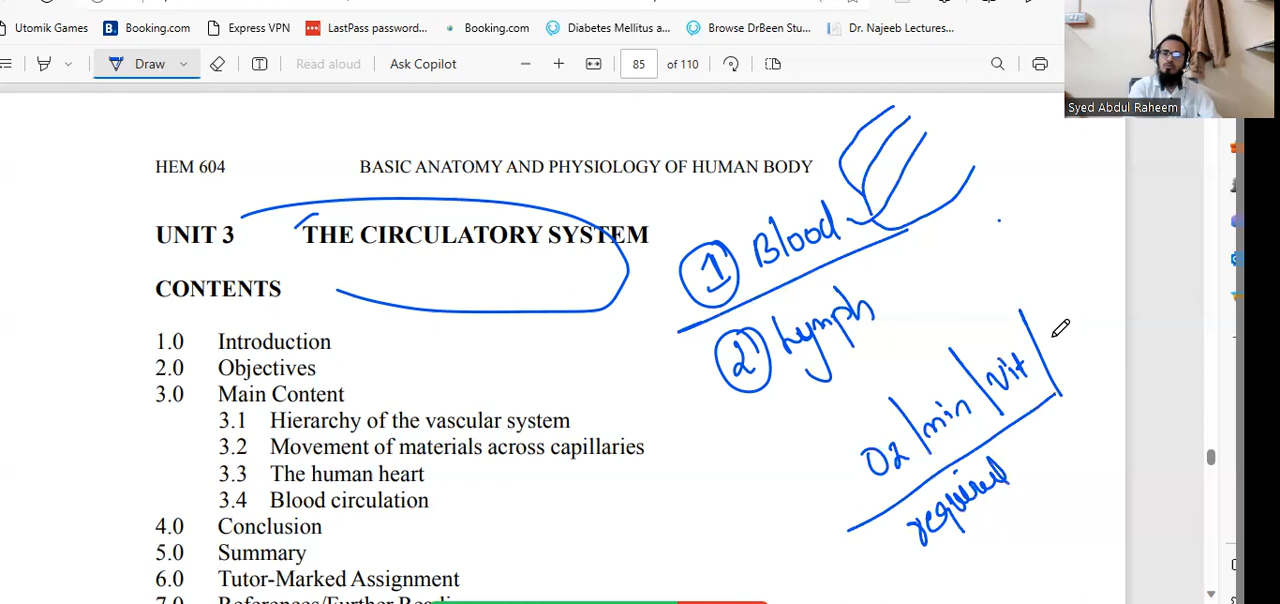 Utomik Games Booking.com Express VPN LastPass password... Booking.com Diabetes Mellitus a... Browse DrBeen Stu... Dr. Najeeb Lectures...
Draw Read aloud Ask Copilot 85 of 110
Syed Abdul Raheem
HEM 604 BASIC ANATOMY AND PHYSIOLOGY OF HUMAN BODY
UNIT 3 THE CIRCULATORY SYSTEM
1 Blood
CONTENTS
2 Lymph
1.0 Introduction
2.0 Objectives
3.0 Main Content
3.1 Hierarchy of the vascular system
3.2 Movement of materials across capillaries
3.3 The human heart
3.4 Blood circulation
O2/min/Vit/
required
4.0 Conclusion
5.0 Summary
6.0 Tutor-Marked Assignment